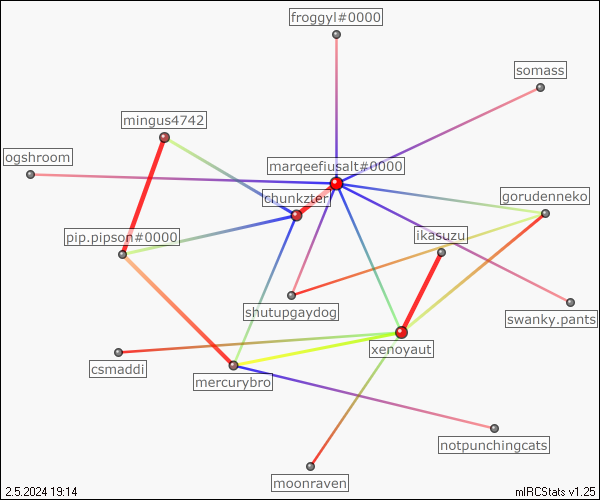 froggyl#0000
somass
mingus4742
ogshroom
marqeefiusalt#0000
chunkzter
gorudenneko
pip.pipson#0000
ikasuzu
shutupgaydog
swanky.pants
xenoyaut
csmaddi
mercurybro
notpunchingcats
moonraven
2.5.2024 19:14
mIRCStats v1.25